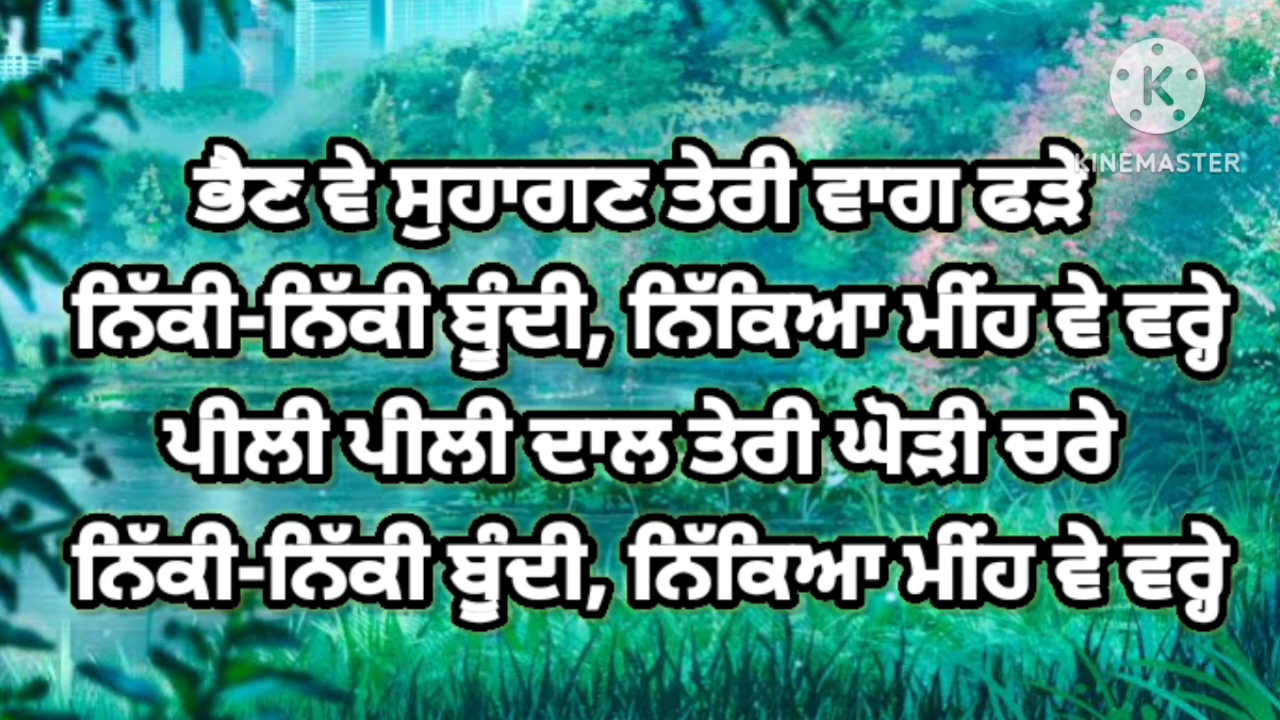 KINEMASTER
ਭੈਣ ਵੇ ਸੁਹਾਗਣ ਤੇਰੀ ਵਾਗ ਫੜੇ
ਨਿੱਕੀ-ਨਿੱਕੀ ਬੂੰਦੀ, ਨਿੱਕਿਆ ਮੀਂਹ ਵੇ ਵਰ੍ਹੇ
ਪੀਲੀ ਪੀਲੀ ਦਾਲ ਤੇਰੀ ਘੋੜੀ ਚਰੇ
ਨਿੱਕੀ-ਨਿੱਕੀ ਬੂੰਦੀ, ਨਿੱਕਿਆ ਮੀਂਹ ਵੇ ਵਰ੍ਹੇ